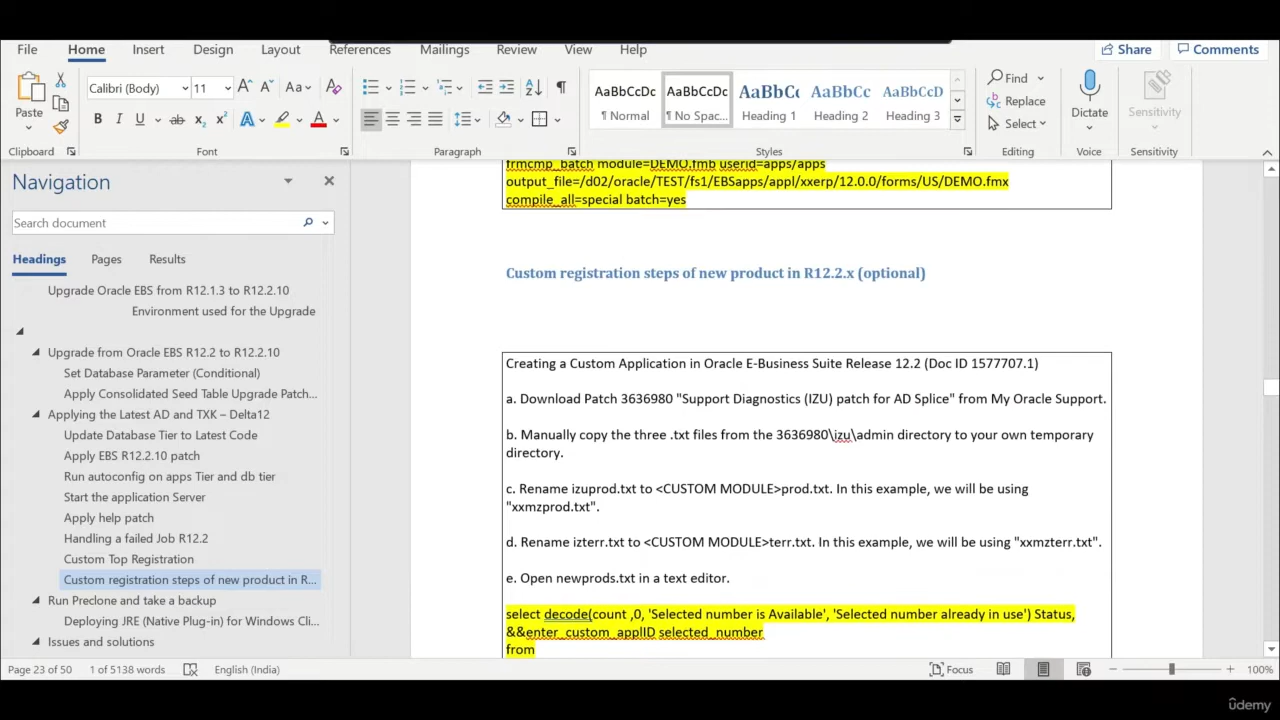 File Home Insert Design Layout References Mailings Review View Help Share Comments
Paste
Calibri (Body) 11
Aa
B I U ab x₂ x² A A
AaBbCcDc AaBbCcDc AaBbCc AaBbCc AaBbCcD
¶ Normal ¶ No Spac... Heading 1 Heading 2 Heading 3
Find
Replace
Select
Dictate
Sensitivity
Clipboard Font Paragraph Styles Editing Voice Sensitivity
Navigation
Search document
Headings Pages Results
Upgrade Oracle EBS from R12.1.3 to R12.2.10
Environment used for the Upgrade
Upgrade from Oracle EBS R12.2 to R12.2.10
Set Database Parameter (Conditional)
Apply Consolidated Seed Table Upgrade Patch...
Applying the Latest AD and TXK – Delta12
Update Database Tier to Latest Code
Apply EBS R12.2.10 patch
Run autoconfig on apps Tier and db tier
Start the application Server
Apply help patch
Handling a failed Job R12.2
Custom Top Registration
Custom registration steps of new product in R...
Run Preclone and take a backup
Deploying JRE (Native Plug-in) for Windows Cli...
Issues and solutions
frmcmp_batch module=DEMO.fmb userid=apps/apps
output_file=/d02/oracle/TEST/fs1/EBSapps/appl/xxerp/12.0.0/forms/US/DEMO.fmx
compile_all=special batch=yes
Custom registration steps of new product in R12.2.x (optional)
Creating a Custom Application in Oracle E-Business Suite Release 12.2 (Doc ID 1577707.1)
a. Download Patch 3636980 "Support Diagnostics (IZU) patch for AD Splice" from My Oracle Support.
b. Manually copy the three .txt files from the 3636980\izu\admin directory to your own temporary
directory.
c. Rename izuprod.txt to <CUSTOM MODULE>prod.txt. In this example, we will be using
"xxmzprod.txt".
d. Rename izterr.txt to <CUSTOM MODULE>terr.txt. In this example, we will be using "xxmzterr.txt".
e. Open newprods.txt in a text editor.
select decode(count ,0, 'Selected number is Available', 'Selected number already in use') Status,
&&enter_custom_applID selected_number
from
Page 23 of 50 1 of 5138 words English (India) Focus 100%
ûdemy